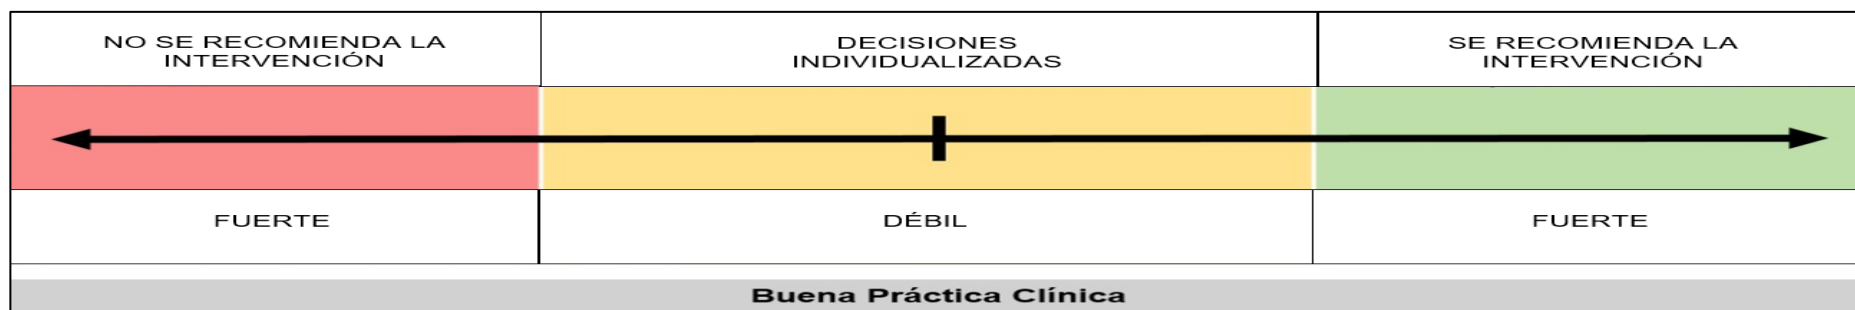 NO SE RECOMIENDA LA
INTERVENCIÓN
DECISIONES
INDIVIDUALIZADAS
SE RECOMIENDA LA
INTERVENCIÓN
FUERTE
DÉBIL
FUERTE
Buena Práctica Clínica